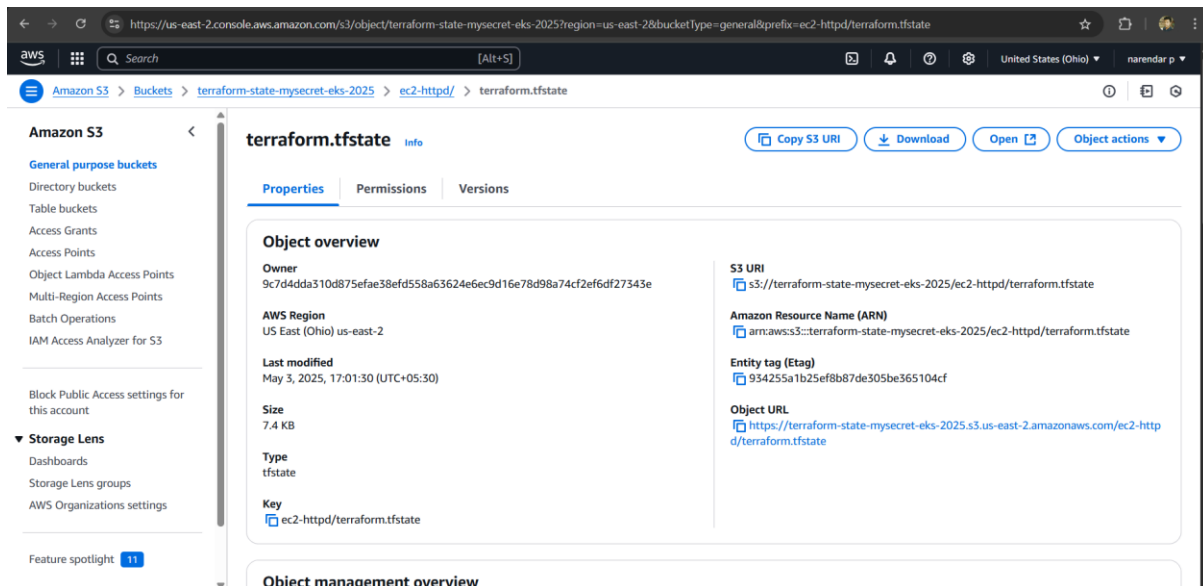 https://us-east-2.console.aws.amazon.com/s3/object/terraform-state-mysecret-eks-2025?region=us-east-2&bucketType=general&prefix=ec2-httpd/terraform.tfstate
aws Search [Alt+S] United States (Ohio) narendar p
Amazon S3 > Buckets > terraform-state-mysecret-eks-2025 > ec2-httpd/ > terraform.tfstate
Amazon S3
General purpose buckets
Directory buckets
Table buckets
Access Grants
Access Points
Object Lambda Access Points
Multi-Region Access Points
Batch Operations
IAM Access Analyzer for S3
Block Public Access settings for
this account
Storage Lens
Dashboards
Storage Lens groups
AWS Organizations settings
Feature spotlight 11
terraform.tfstate Info
Copy S3 URI Download Open Object actions
Properties Permissions Versions
Object overview
Owner
9c7d4dda310d875efae38efd558a63624e6ec9d16e78d98a74cf2ef6df27343e
AWS Region
US East (Ohio) us-east-2
Last modified
May 3, 2025, 17:01:30 (UTC+05:30)
Size
7.4 KB
Type
tfstate
Key
ec2-httpd/terraform.tfstate
S3 URI
s3://terraform-state-mysecret-eks-2025/ec2-httpd/terraform.tfstate
Amazon Resource Name (ARN)
arn:aws:s3:::terraform-state-mysecret-eks-2025/ec2-httpd/terraform.tfstate
Entity tag (Etag)
934255a1b25ef8b87de305be365104cf
Object URL
https://terraform-state-mysecret-eks-2025.s3.us-east-2.amazonaws.com/ec2-http
d/terraform.tfstate
Object management overview